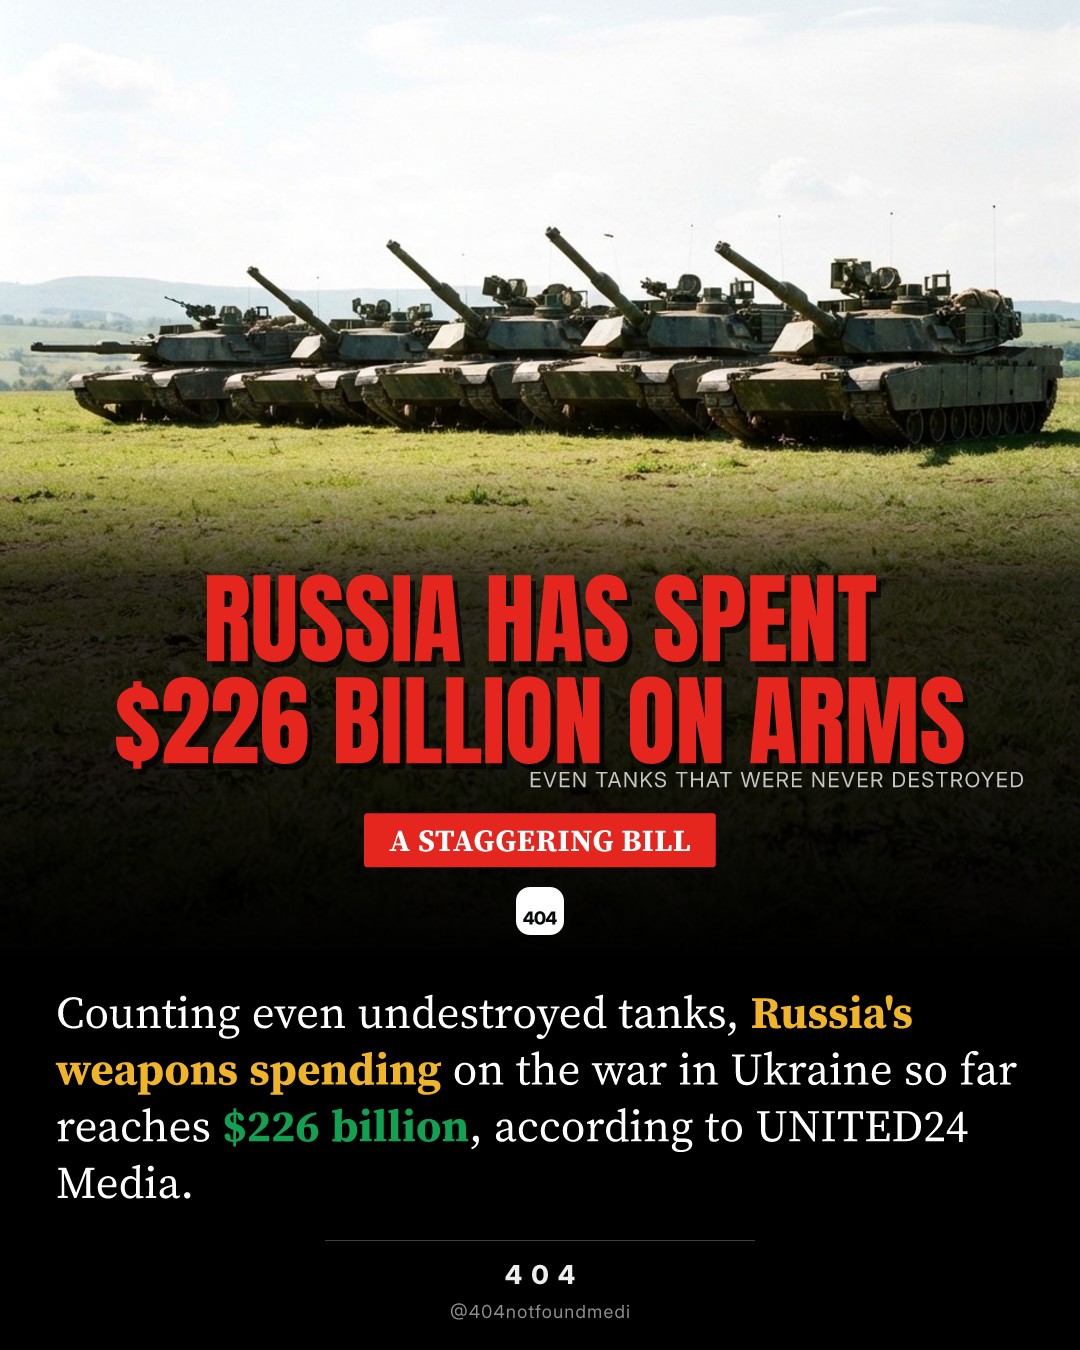 RUSSIA HAS SPENT
$226 BILLION ON ARMS
EVEN TANKS THAT WERE NEVER DESTROYED
A STAGGERING BILL
404
Counting even undestroyed tanks, Russia's
weapons spending on the war in Ukraine so far
reaches $226 billion, according to UNITED24
Media.
404
@404notfoundmedi